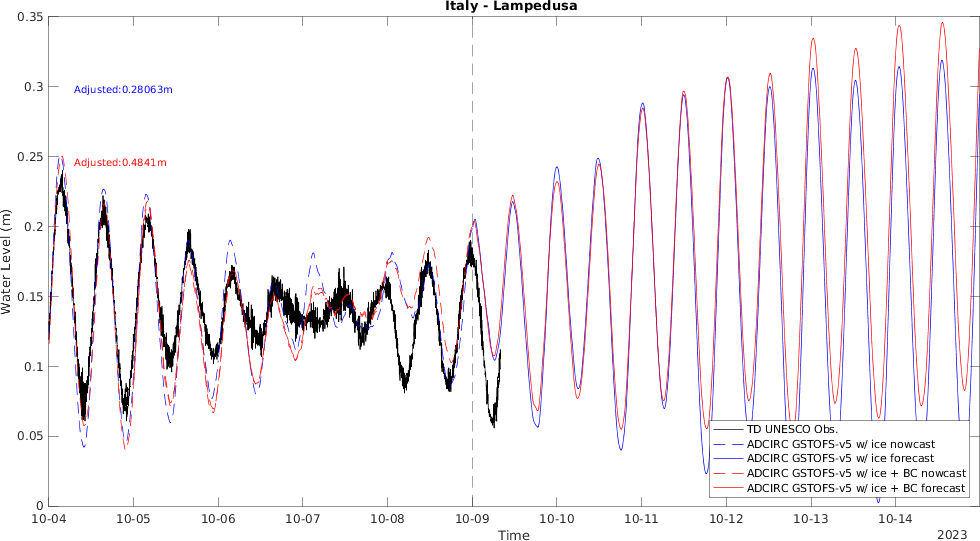 Italy - Lampedusa
Water Level (m)
0.35
0.3
0.25
0.2
0.15
0.1
0.05
0
Adjusted:0.28063m
Adjusted:0.4841m
TD UNESCO Obs.
ADCIRC GSTOFS-v5 w/ ice nowcast
ADCIRC GSTOFS-v5 w/ ice forecast
ADCIRC GSTOFS-v5 w/ ice + BC nowcast
ADCIRC GSTOFS-v5 w/ ice + BC forecast
10-04 10-05 10-06 10-07 10-08 10-09 10-10 10-11 10-12 10-13 10-14
Time
2023